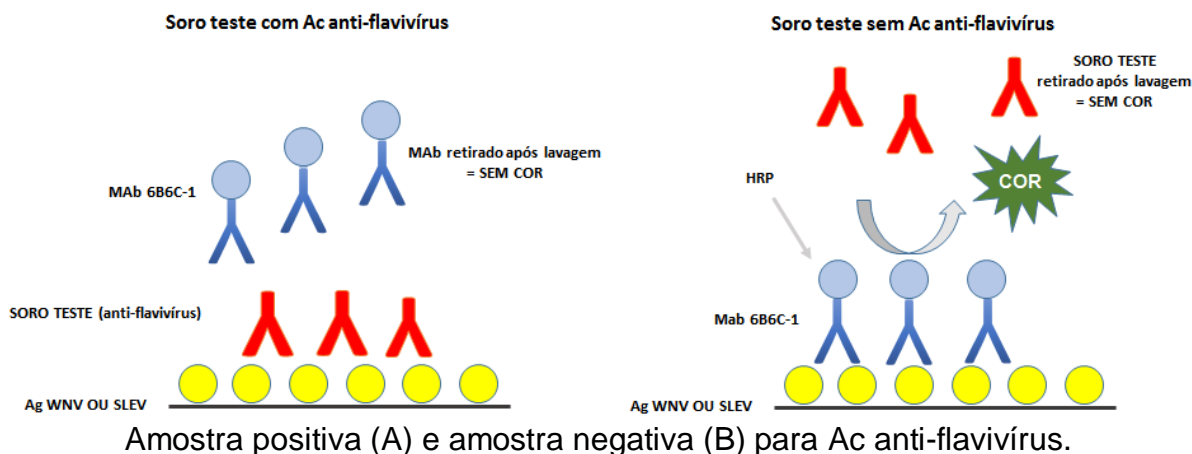 Soro teste com Ac anti-flavivírus
MAb 6B6C-1
MAb retirado após lavagem
= SEM COR
SORO TESTE (anti-flavivírus)
Ag WNV OU SLEV
Soro teste sem Ac anti-flavivírus
SORO TESTE
retirado após lavagem
= SEM COR
HRP
COR
Mab 6B6C-1
Ag WNV OU SLEV
Amostra positiva (A) e amostra negativa (B) para Ac anti-flavivírus.